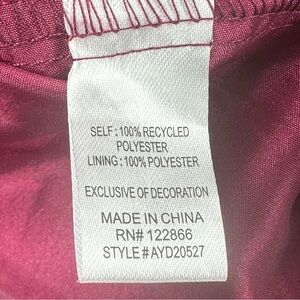 SELF : 100% RECYCLED
POLYESTER
LINING : 100% POLYESTER
EXCLUSIVE OF DECORATION
MADE IN CHINA
RN# 122866
STYLE # AYD20527